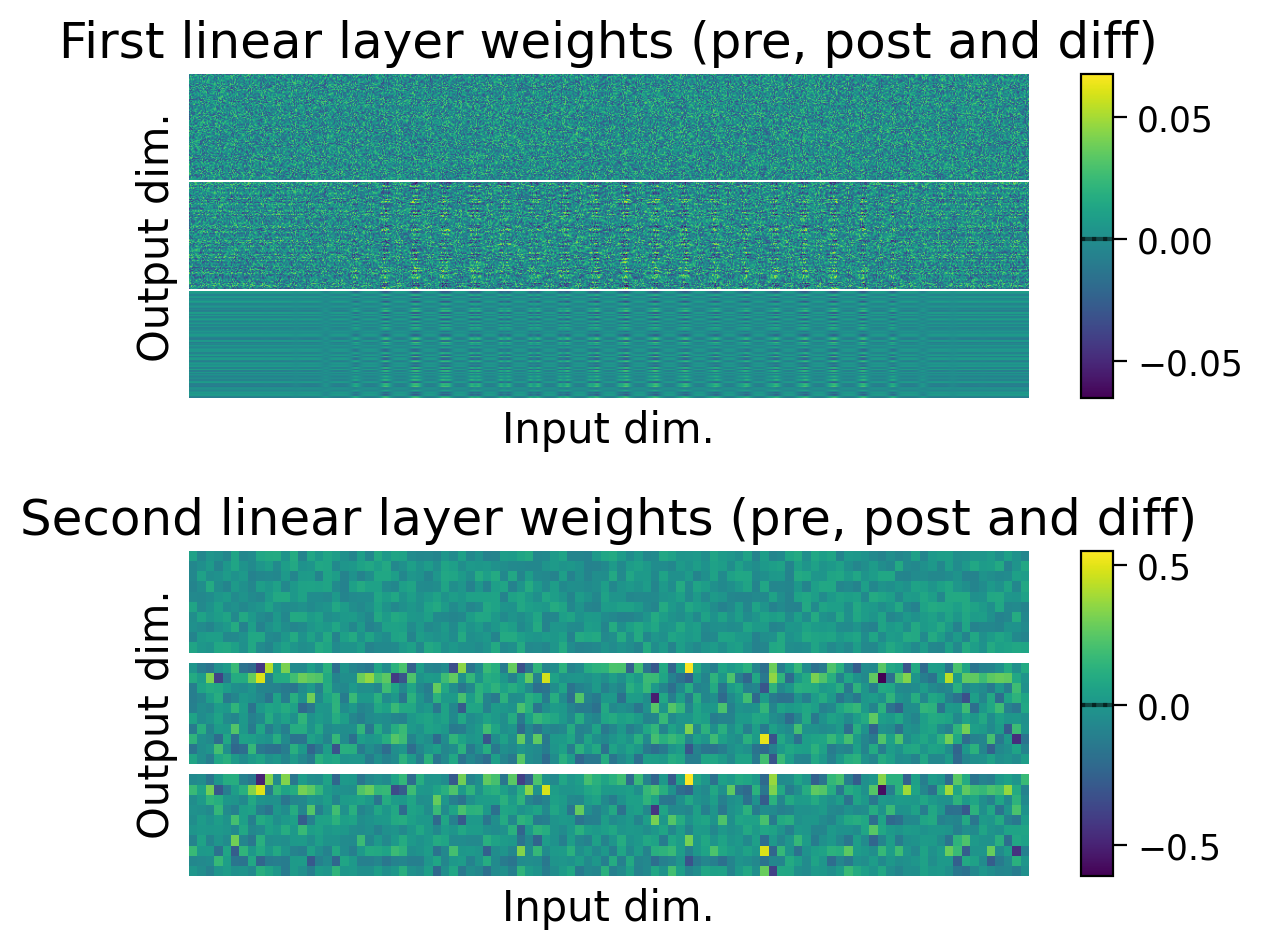 First linear layer weights (pre, post and diff)
Output dim.
0.05
0.00
−0.05
Input dim.
Second linear layer weights (pre, post and diff)
Output dim.
0.5
0.0
−0.5
Input dim.